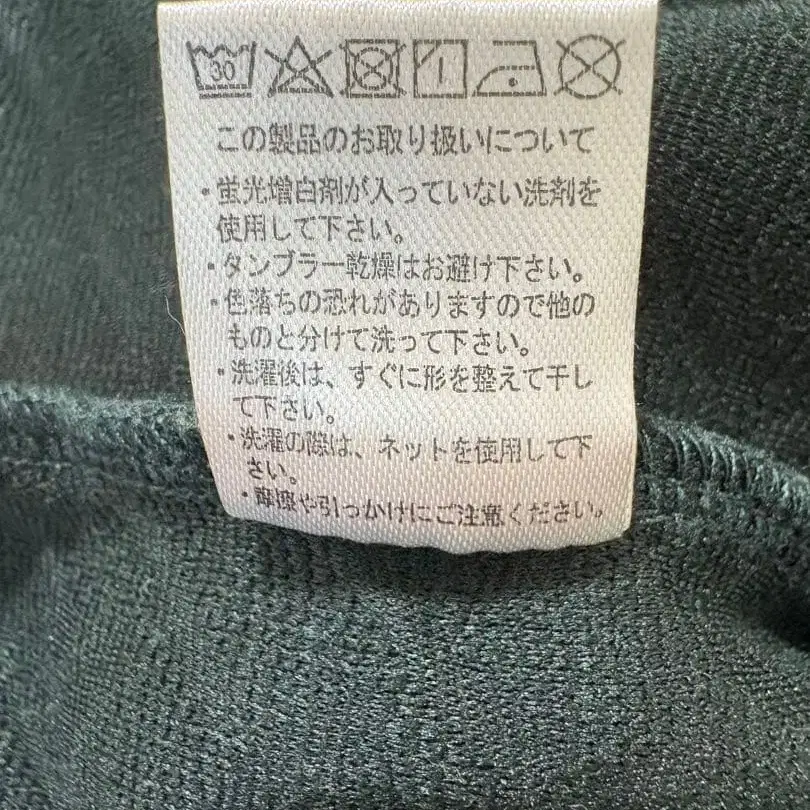 30
この製品のお取り扱いについて
・蛍光増白剤が入っていない洗剤を
使用して下さい。
・タンブラー乾燥はお避け下さい。
・色落ちの恐れがありますので他の
ものと分けて洗って下さい。
・洗濯後は、すぐに形を整えて干し
て下さい。
・洗濯の際は、ネットを使用して下
さい。
・摩擦や引っかけにご注意ください。